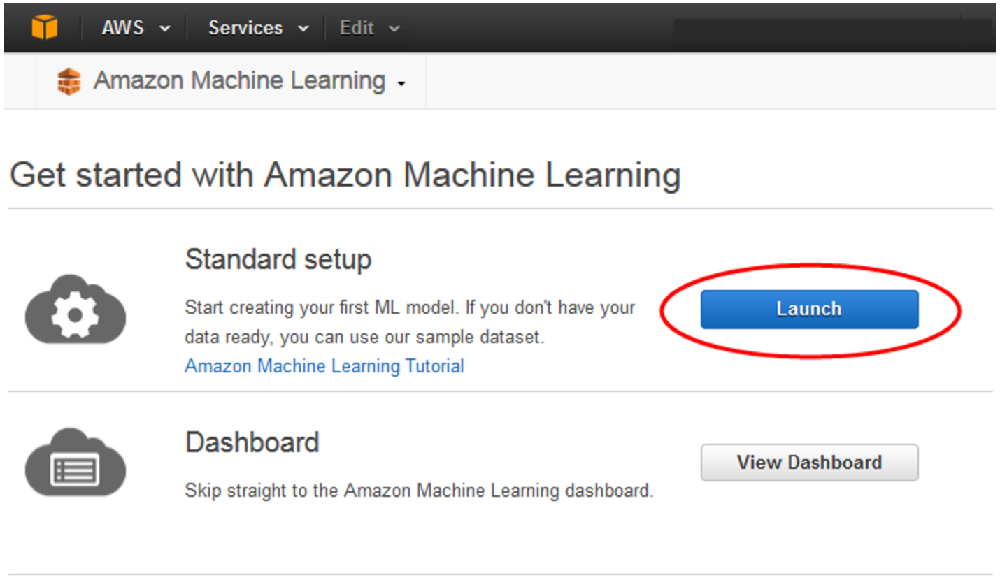 AWS Services Edit
Amazon Machine Learning
Get started with Amazon Machine Learning
Standard setup
Start creating your first ML model. If you don't have your
data ready, you can use our sample dataset.
Amazon Machine Learning Tutorial
Launch
Dashboard
Skip straight to the Amazon Machine Learning dashboard.
View Dashboard